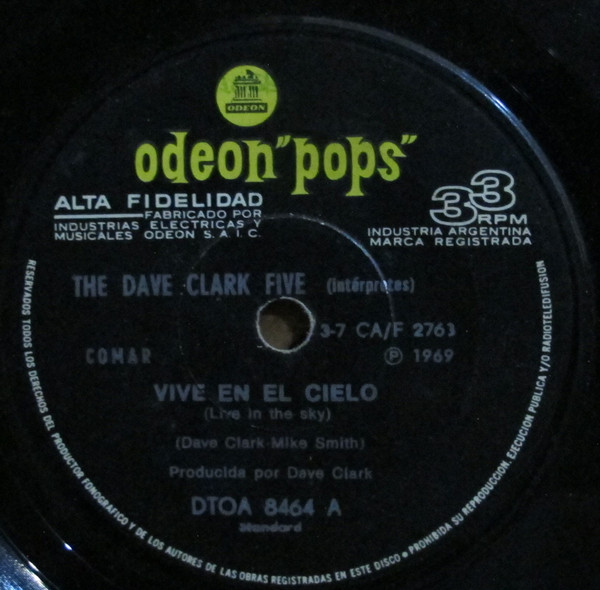 ODEON
odeon "pops"
ALTA FIDELIDAD
FABRICADO POR
INDUSTRIAS ELECTRICAS Y
MUSICALES ODEON S.A.I.C.
33
RPM
INDUSTRIA ARGENTINA
MARCA REGISTRADA
THE DAVE CLARK FIVE (intérpretes)
3-7 CA/F 2763
COMAR
Ⓟ 1969
VIVE EN EL CIELO
(Live in the sky)
(Dave Clark-Mike Smith)
Producida por Dave Clark
DTOA 8464 A
Standard
RESERVADOS TODOS LOS DERECHOS DEL PRODUCTOR FONOGRAFICO Y DE LOS AUTORES DE LAS OBRAS REGISTRADAS EN ESTE DISCO • PROHIBIDA SU REPRODUCCION, EJECUCION PUBLICA Y/O RADIOTELEDIFUSION